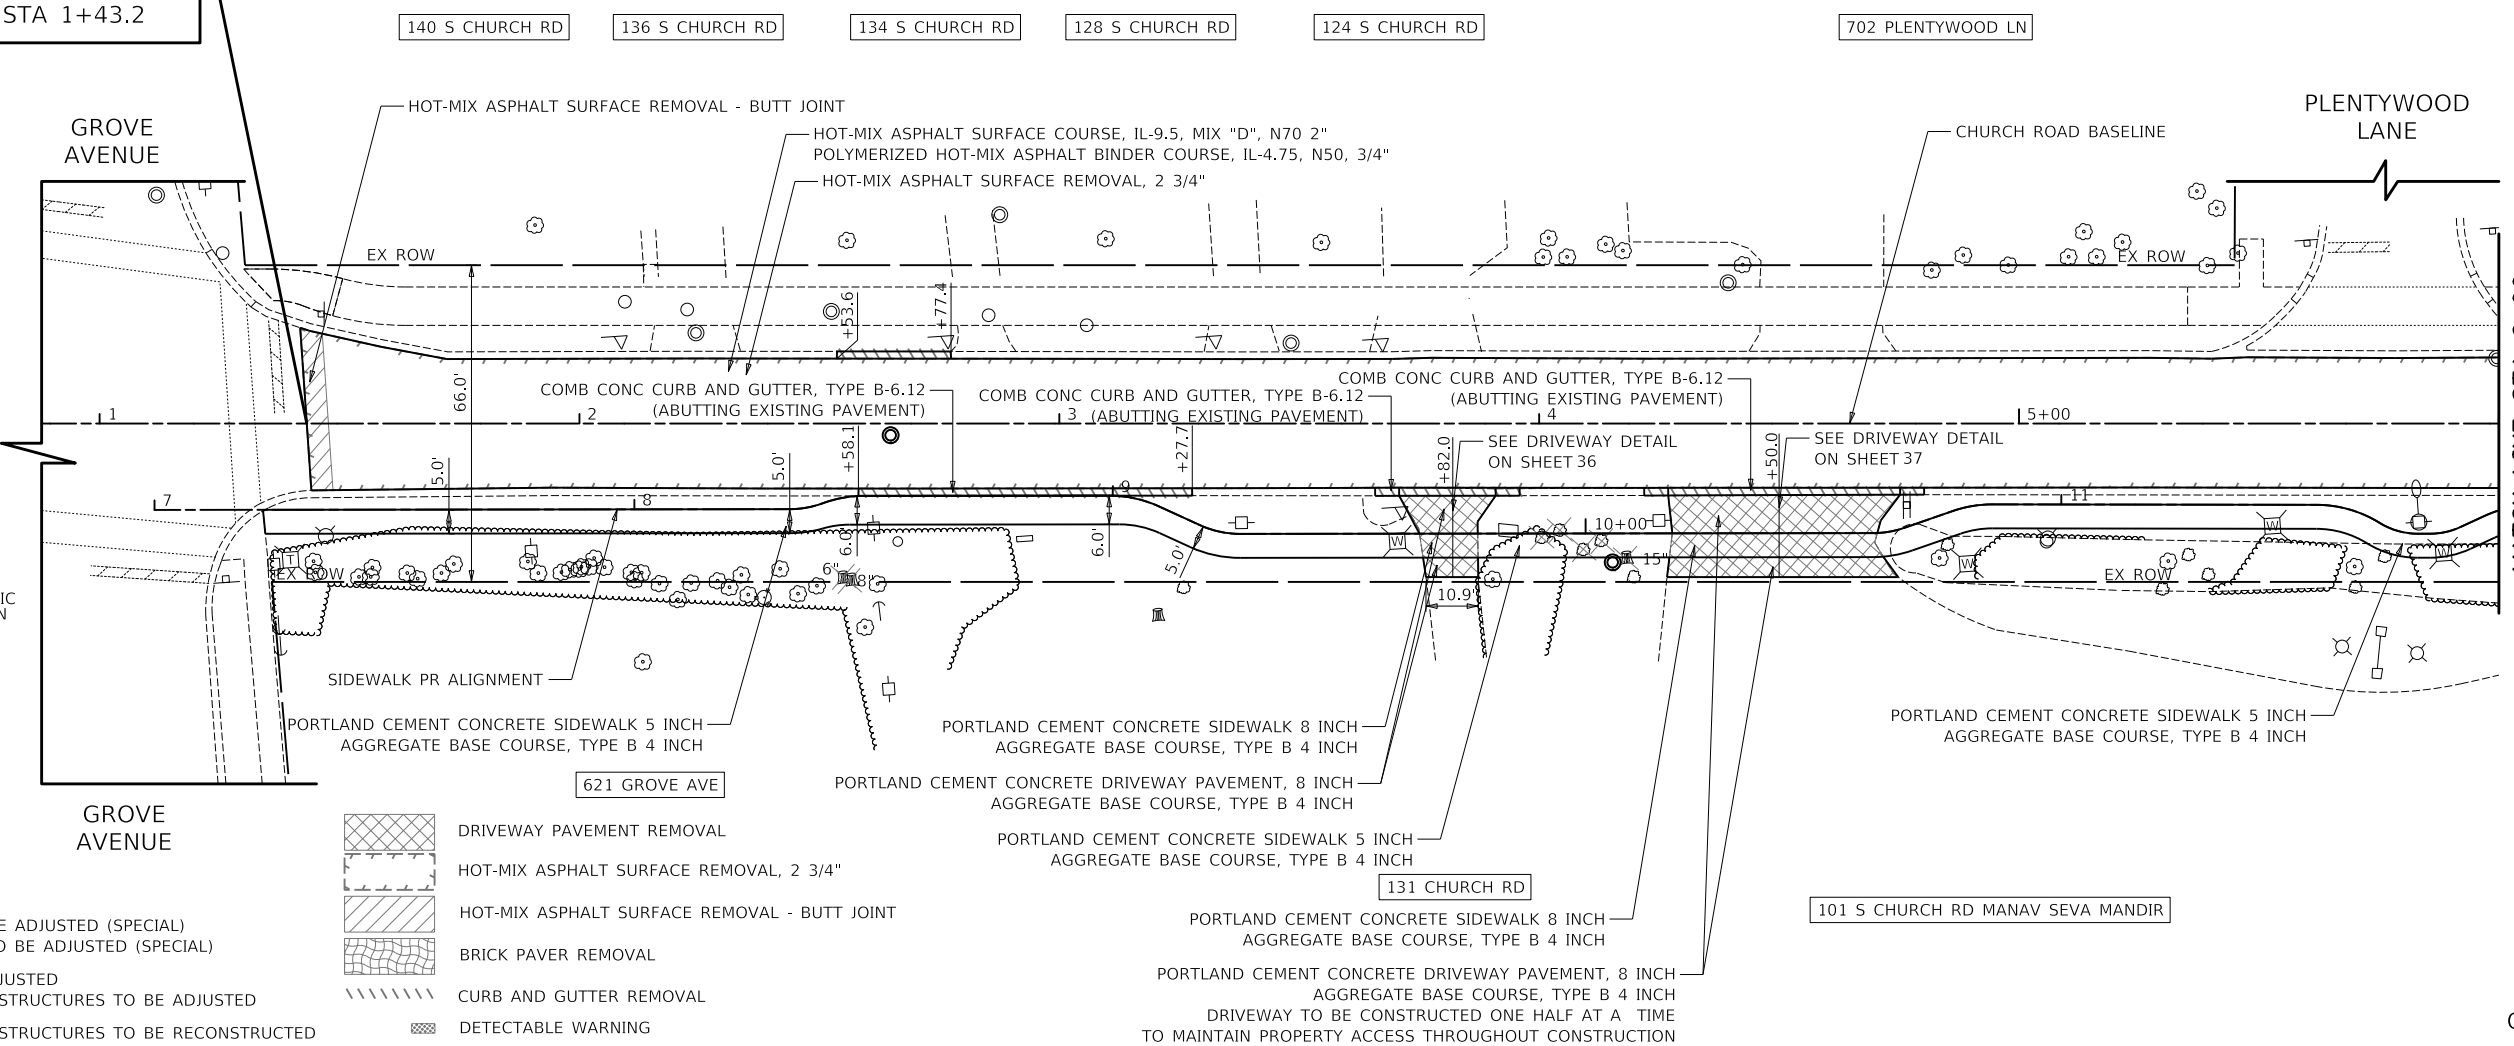 STA 1+43.2
140 S CHURCH RD
136 S CHURCH RD
134 S CHURCH RD
128 S CHURCH RD
124 S CHURCH RD
702 PLENTYWOOD LN
HOT-MIX ASPHALT SURFACE REMOVAL - BUTT JOINT
GROVE
AVENUE
HOT-MIX ASPHALT SURFACE COURSE, IL-9.5, MIX "D", N70 2"
POLYMERIZED HOT-MIX ASPHALT BINDER COURSE, IL-4.75, N50, 3/4"
HOT-MIX ASPHALT SURFACE REMOVAL, 2 3/4"
CHURCH ROAD BASELINE
PLENTYWOOD
LANE
EX ROW
EX ROW
+53.6
+77.4
66.0'
COMB CONC CURB AND GUTTER, TYPE B-6.12
(ABUTTING EXISTING PAVEMENT)
COMB CONC CURB AND GUTTER, TYPE B-6.12
(ABUTTING EXISTING PAVEMENT)
COMB CONC CURB AND GUTTER, TYPE B-6.12
(ABUTTING EXISTING PAVEMENT)
1
2
3
4
5+00
5.0'
5.0'
+58.1
+27.7
+82.0
SEE DRIVEWAY DETAIL
ON SHEET 36
+50.0
SEE DRIVEWAY DETAIL
ON SHEET 37
7
8
9
10+00
11
6.0'
6.0'
5.0'
T
W
W
W
W
EX ROW
6"
8"
15"
EX ROW
10.9'
IC
N
SIDEWALK PR ALIGNMENT
PORTLAND CEMENT CONCRETE SIDEWALK 5 INCH
AGGREGATE BASE COURSE, TYPE B 4 INCH
PORTLAND CEMENT CONCRETE SIDEWALK 8 INCH
AGGREGATE BASE COURSE, TYPE B 4 INCH
PORTLAND CEMENT CONCRETE SIDEWALK 5 INCH
AGGREGATE BASE COURSE, TYPE B 4 INCH
621 GROVE AVE
PORTLAND CEMENT CONCRETE DRIVEWAY PAVEMENT, 8 INCH
AGGREGATE BASE COURSE, TYPE B 4 INCH
GROVE
AVENUE
PORTLAND CEMENT CONCRETE SIDEWALK 5 INCH
AGGREGATE BASE COURSE, TYPE B 4 INCH
131 CHURCH RD
101 S CHURCH RD MANAV SEVA MANDIR
PORTLAND CEMENT CONCRETE SIDEWALK 8 INCH
AGGREGATE BASE COURSE, TYPE B 4 INCH
PORTLAND CEMENT CONCRETE DRIVEWAY PAVEMENT, 8 INCH
AGGREGATE BASE COURSE, TYPE B 4 INCH
DRIVEWAY TO BE CONSTRUCTED ONE HALF AT A TIME
TO MAINTAIN PROPERTY ACCESS THROUGHOUT CONSTRUCTION
DRIVEWAY PAVEMENT REMOVAL
HOT-MIX ASPHALT SURFACE REMOVAL, 2 3/4"
HOT-MIX ASPHALT SURFACE REMOVAL - BUTT JOINT
BRICK PAVER REMOVAL
CURB AND GUTTER REMOVAL
DETECTABLE WARNING
E ADJUSTED (SPECIAL)
BE ADJUSTED (SPECIAL)
JUSTED
STRUCTURES TO BE ADJUSTED
STRUCTURES TO BE RECONSTRUCTED